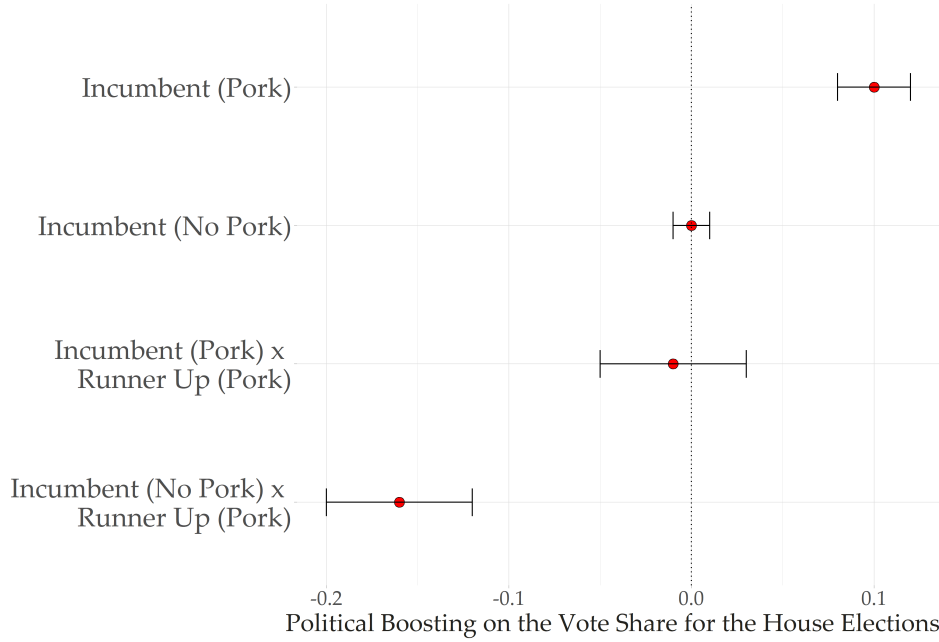 Incumbent (Pork)
Incumbent (No Pork)
Incumbent (Pork) x
Runner Up (Pork)
Incumbent (No Pork) x
Runner Up (Pork)
-0.2
-0.1
0.0
0.1
Political Boosting on the Vote Share for the House Elections